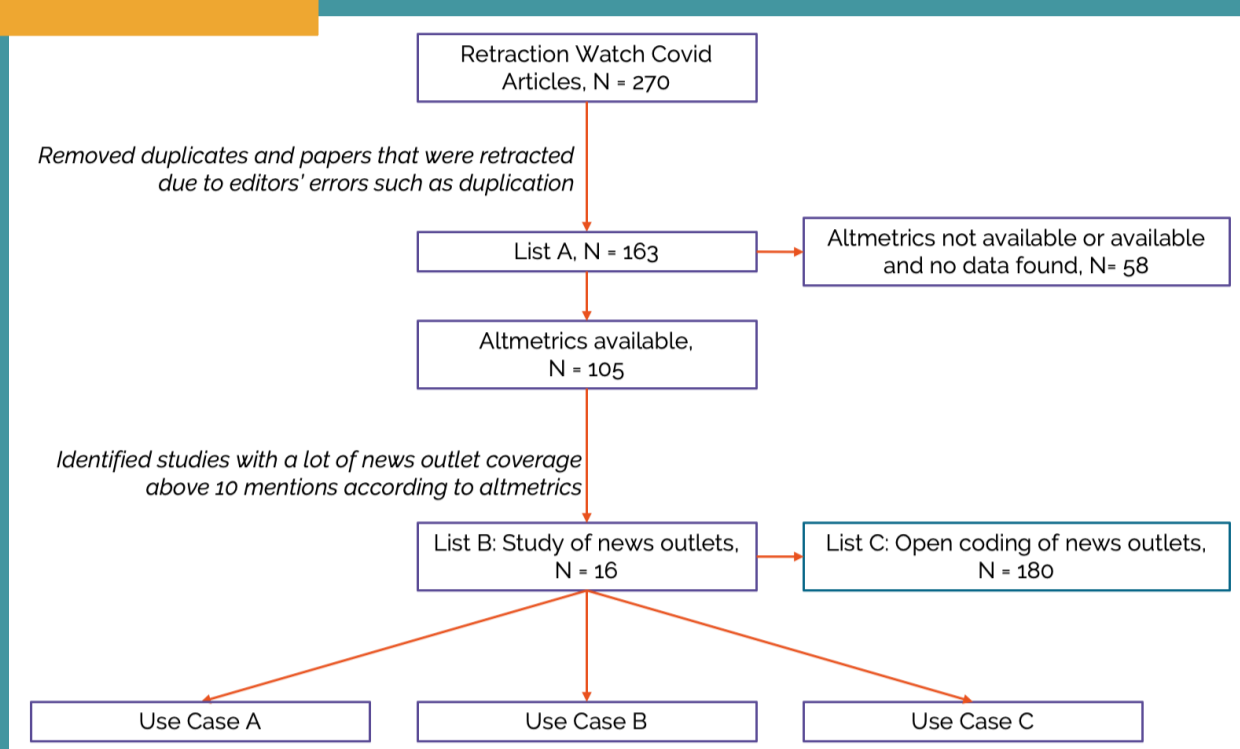 Retraction Watch Covid
Articles, N = 270
Removed duplicates and papers that were retracted
due to editors' errors such as duplication
List A, N = 163
Altmetrics not available or available
and no data found, N= 58
Altmetrics available,
N = 105
Identified studies with a lot of news outlet coverage
above 10 mentions according to altmetrics
List B: Study of news outlets,
N = 16
List C: Open coding of news outlets,
N = 180
Use Case A
Use Case B
Use Case C